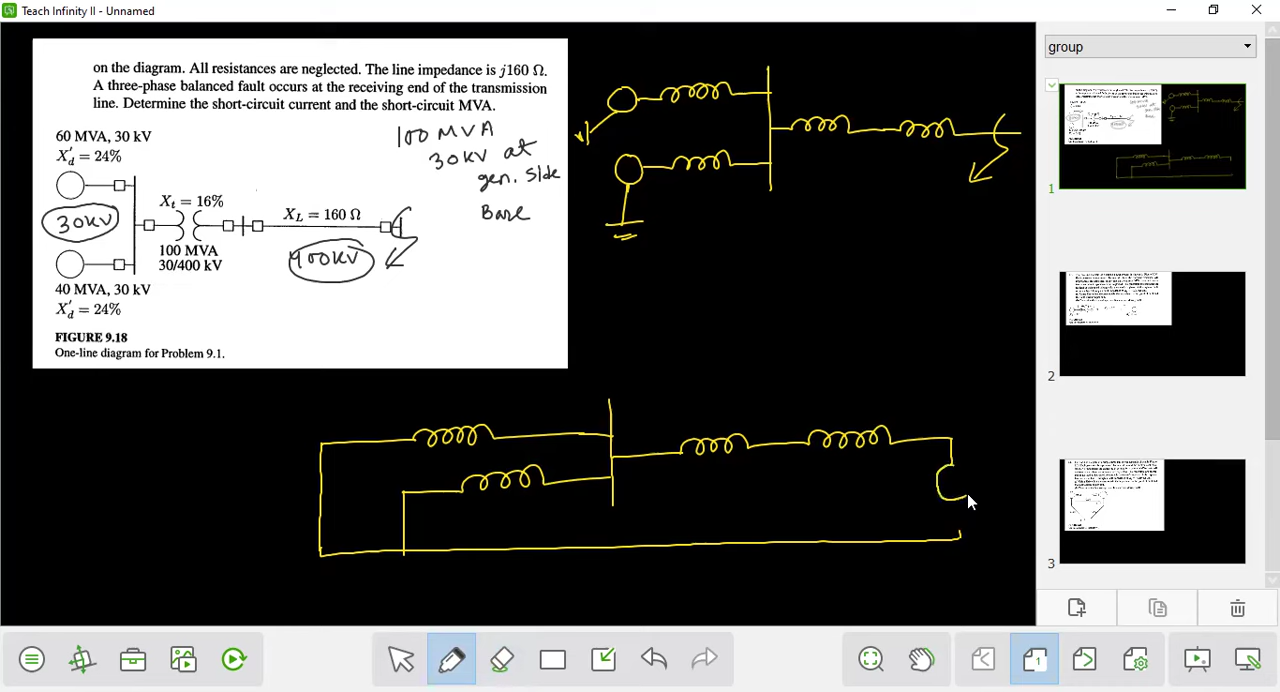 Teach Infinity II - Unnamed
on the diagram. All resistances are neglected. The line impedance is j160 Ω.
A three-phase balanced fault occurs at the receiving end of the transmission
line. Determine the short-circuit current and the short-circuit MVA.
60 MVA, 30 kV
X′d = 24%
30KV
Xt = 16%
100 MVA
30/400 kV
XL = 160 Ω
400KV
40 MVA, 30 kV
X′d = 24%
FIGURE 9.18
One-line diagram for Problem 9.1.
100 MVA
30KV at
gen. Side
Base
group
1
2
3
1